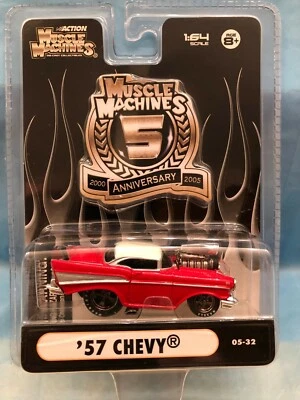 ACTION
MUSCLE
MACHINES
1:64
SCALE
AGE
8+
MUSCLE
MACHINES
5
2000 ANNIVERSARY 2005
'57 CHEVY®
05-32